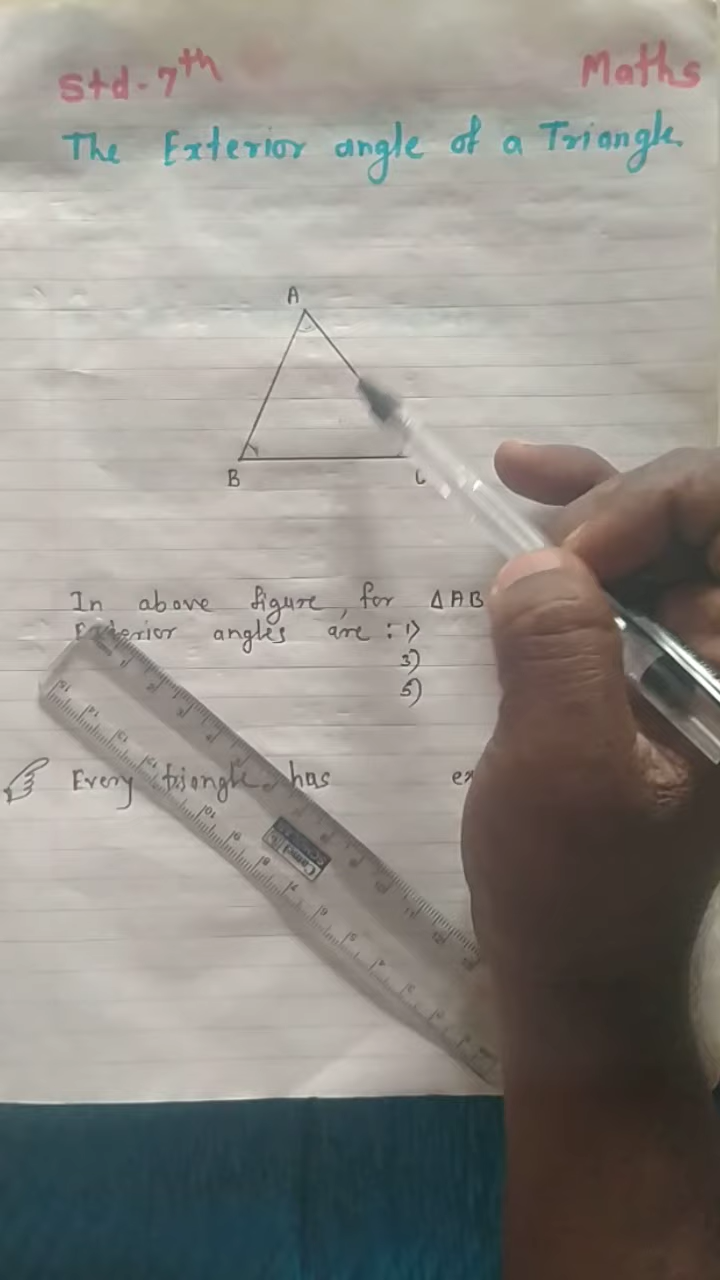 Std - 7th Maths
The Exterior angle of a Triangle.
A
B C
In above figure, for ΔAB
Exterior angles are : 1)
3)
5)
Every triangle has ex
Camel